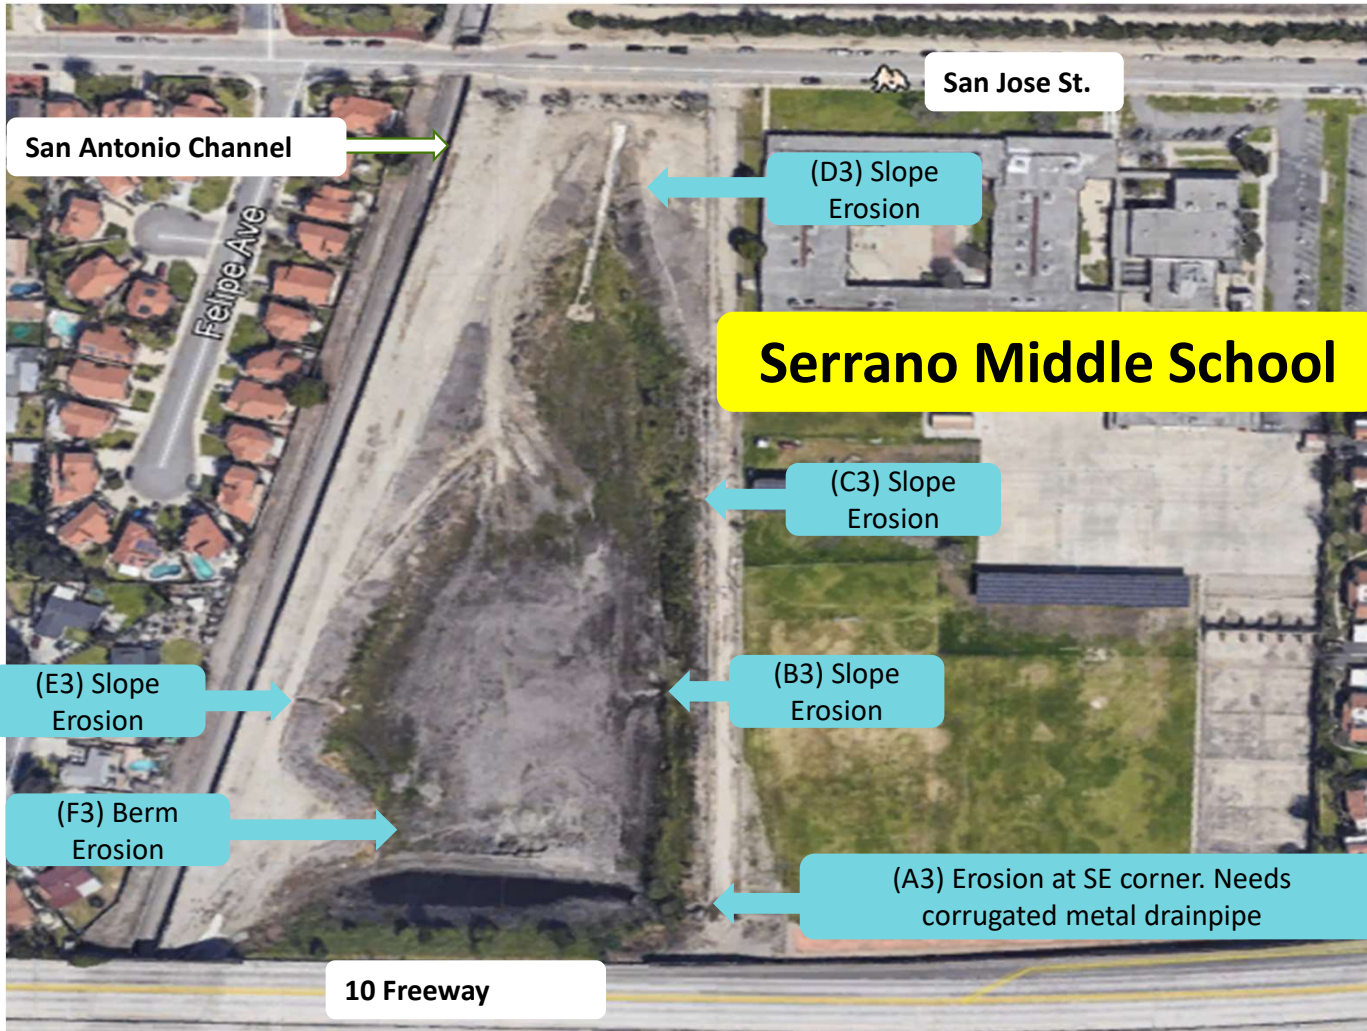 San Jose St.
San Antonio Channel
(D3) Slope
Erosion
Felipe Ave
Serrano Middle School
(C3) Slope
Erosion
(E3) Slope
Erosion
(B3) Slope
Erosion
(F3) Berm
Erosion
(A3) Erosion at SE corner. Needs
corrugated metal drainpipe
10 Freeway